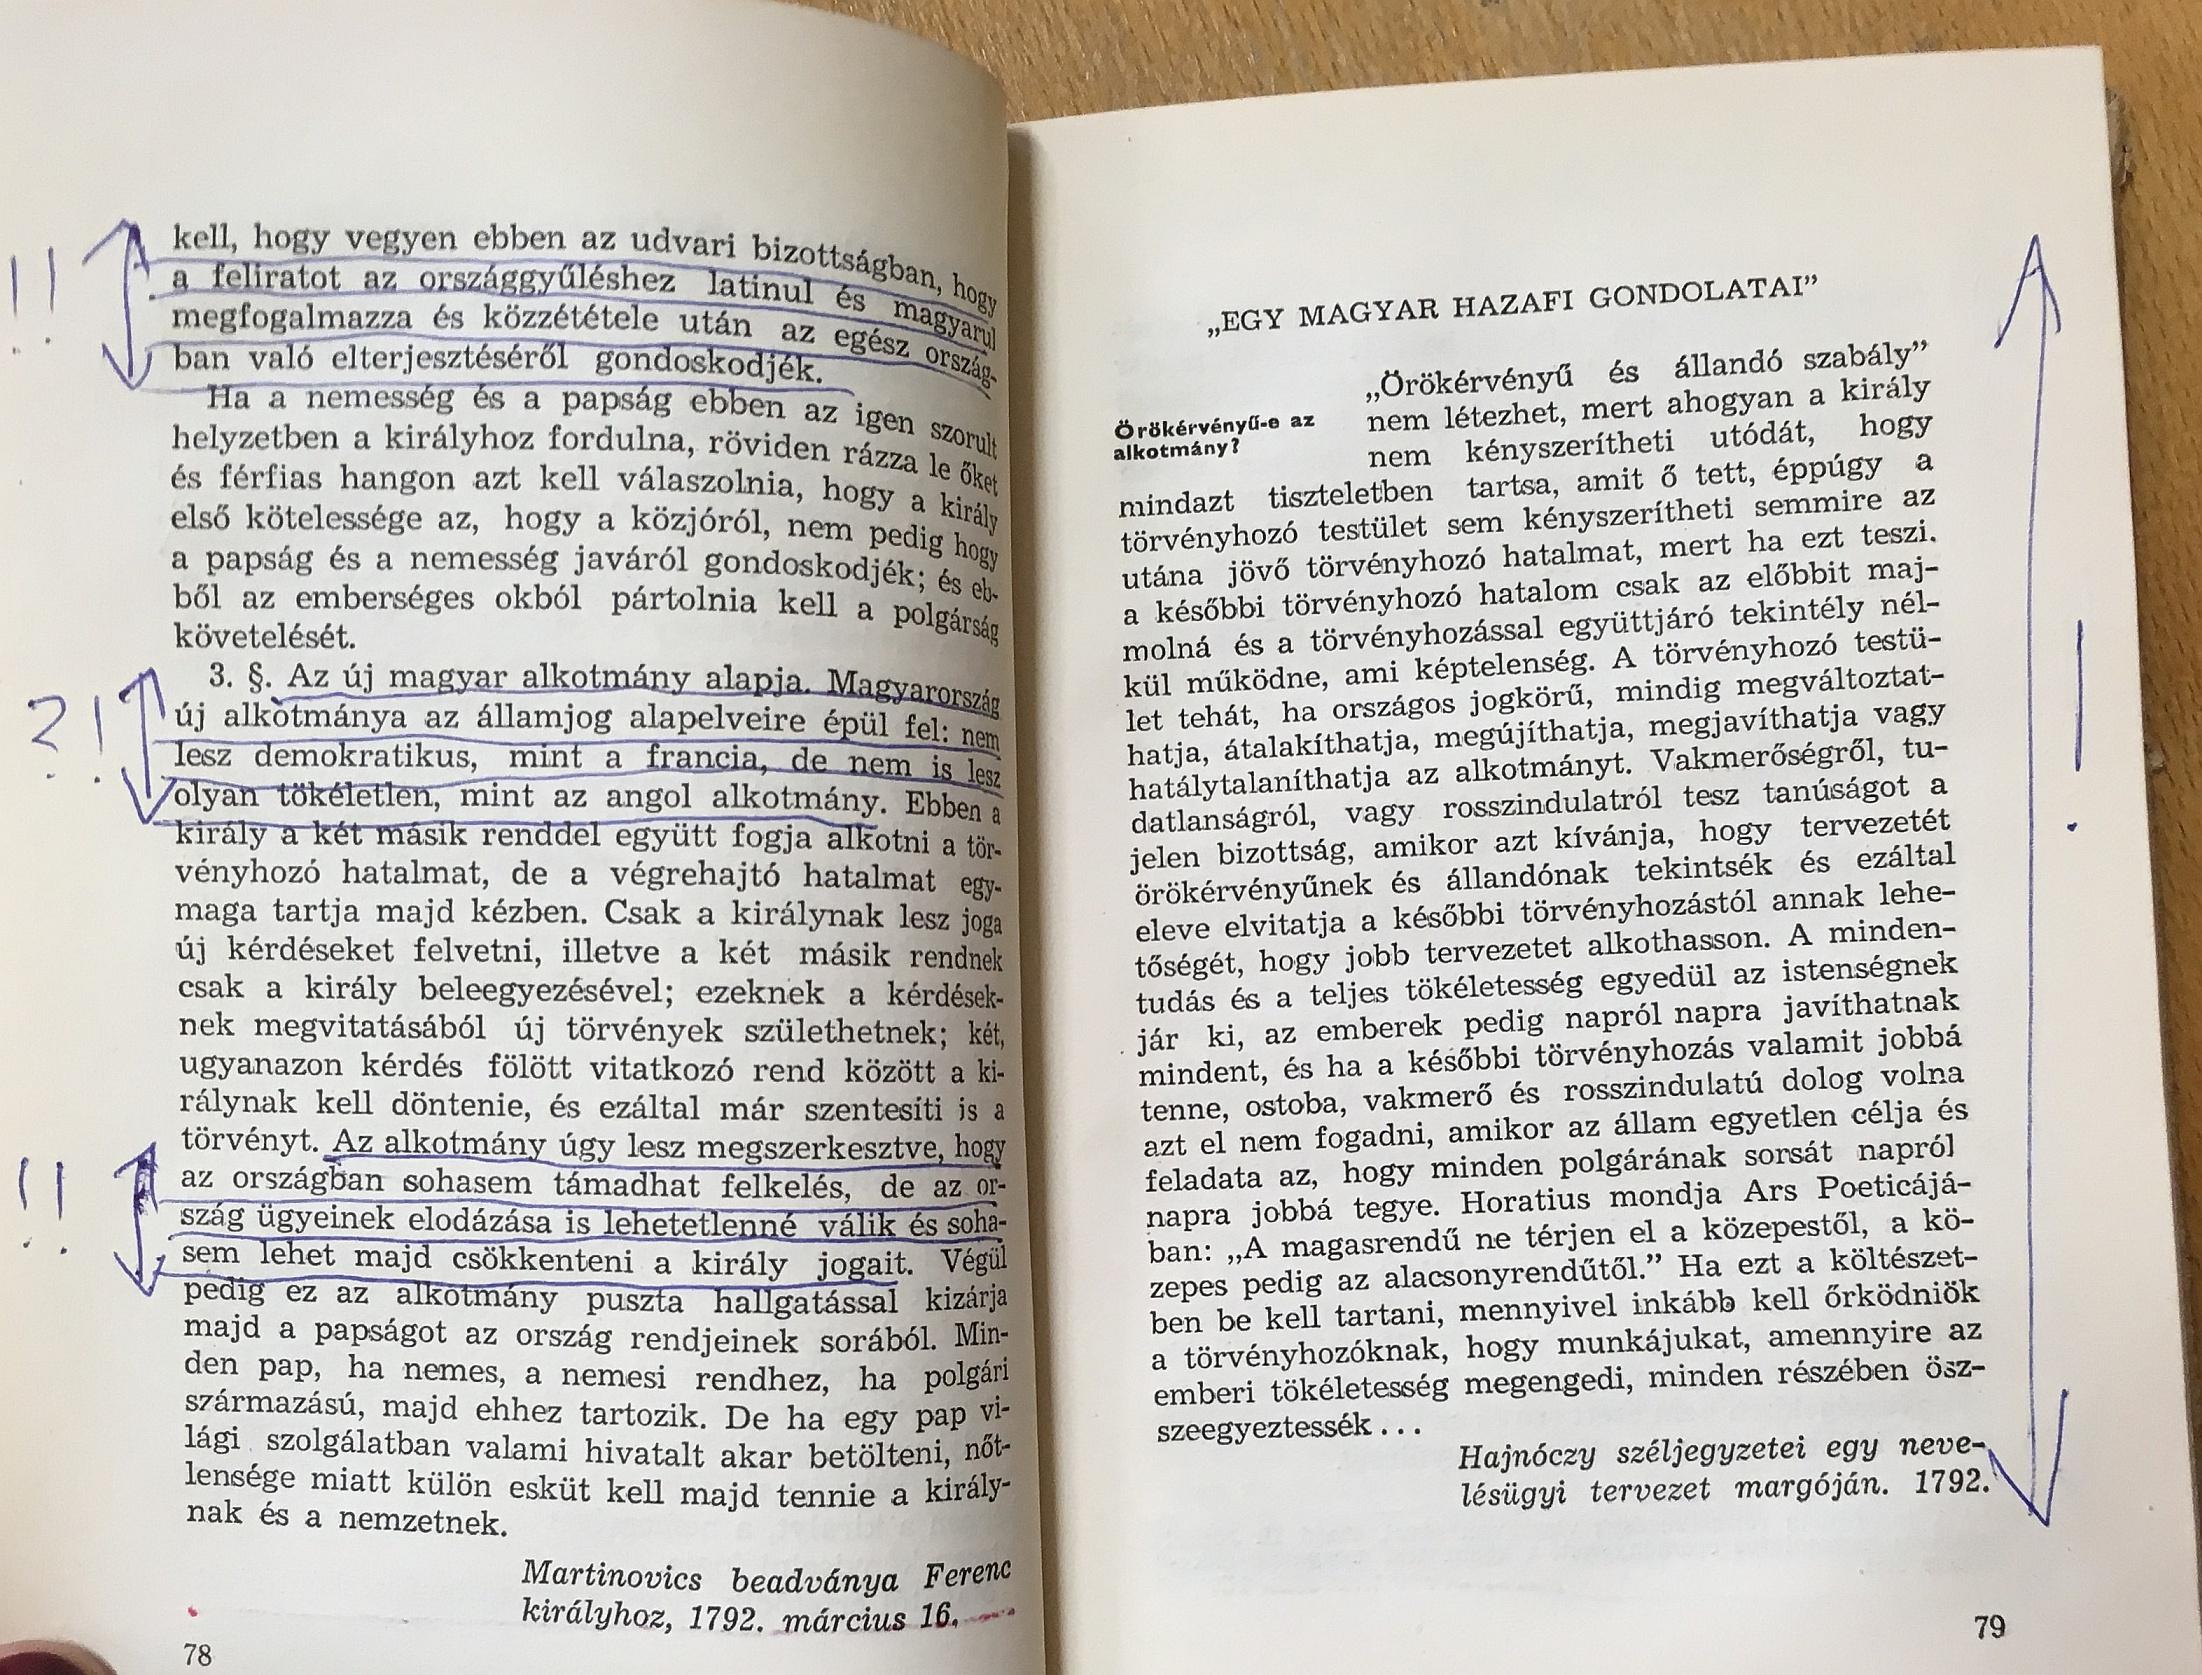 kell, hogy vegyen ebben az udvari bizottságban, hogy
a feliratot az országgyűléshez latinul és magyarul
megfogalmazza és közzététele után az egész ország-
ban való elterjesztéséről gondoskodjék.
Ha a nemesség és a papság ebben az igen szorult
helyzetben a királyhoz fordulna, röviden rázza le őket
és férfias hangon azt kell válaszolnia, hogy a király
első kötelessége az, hogy a közjóról, nem pedig hogy
a papság és a nemesség javáról gondoskodjék; és eb-
ből az emberséges okból pártolnia kell a polgárság
követelését.
3. §. Az új magyar alkotmány alapja. Magyarország
új alkotmánya az államjog alapelveire épül fel: nem
lesz demokratikus, mint a francia, de nem is lesz
olyan tökéletlen, mint az angol alkotmány. Ebben a
király a két másik renddel együtt fogja alkotni a tör-
vényhozó hatalmat, de a végrehajtó hatalmat egy-
maga tartja majd kézben. Csak a királynak lesz joga
új kérdéseket felvetni, illetve a két másik rendnek
csak a király beleegyezésével; ezeknek a kérdések-
nek megvitatásából új törvények születhetnek; két,
ugyanazon kérdés fölött vitatkozó rend között a ki-
rálynak kell döntenie, és ezáltal már szentesíti is a
törvényt. Az alkotmány úgy lesz megszerkesztve, hogy
az országban sohasem támadhat felkelés, de az or-
szág ügyeinek elodázása is lehetetlenné válik és soha-
sem lehet majd csökkenteni a király jogait. Végül
pedig ez az alkotmány puszta hallgatással kizárja
majd a papságot az ország rendjeinek sorából. Min-
den pap, ha nemes, a nemesi rendhez, ha polgári
származású, majd ehhez tartozik. De ha egy pap vi-
lági szolgálatban valami hivatalt akar betölteni, nőt-
lensége miatt külön esküt kell majd tennie a király-
nak és a nemzetnek.
Martinovics beadványa Ferenc
királyhoz, 1792. március 16.
78
!!
?!
!!
„EGY MAGYAR HAZAFI GONDOLATAI”
Örökérvényű-e az
alkotmány?
„Örökérvényű és állandó szabály”
nem létezhet, mert ahogyan a király
nem kényszerítheti utódát, hogy
mindazt tiszteletben tartsa, amit ő tett, éppúgy a
törvényhozó testület sem kényszerítheti semmire az
utána jövő törvényhozó hatalmat, mert ha ezt teszi.
a későbbi törvényhozó hatalom csak az előbbit maj-
molná és a törvényhozással együttjáró tekintély nél-
kül működne, ami képtelenség. A törvényhozó testü-
let tehát, ha országos jogkörű, mindig megváltoztat-
hatja, átalakíthatja, megújíthatja, megjavíthatja vagy
hatálytalaníthatja az alkotmányt. Vakmerőségről, tu-
datlanságról, vagy rosszindulatról tesz tanúságot a
jelen bizottság, amikor azt kívánja, hogy tervezetét
örökérvényűnek és állandónak tekintsék és ezáltal
eleve elvitatja a későbbi törvényhozástól annak lehe-
tőségét, hogy jobb tervezetet alkothasson. A minden-
tudás és a teljes tökéletesség egyedül az istenségnek
jár ki, az emberek pedig napról napra javíthatnak
mindent, és ha a későbbi törvényhozás valamit jobbá
tenne, ostoba, vakmerő és rosszindulatú dolog volna
azt el nem fogadni, amikor az állam egyetlen célja és
feladata az, hogy minden polgárának sorsát napról
napra jobbá tegye. Horatius mondja Ars Poeticájá-
ban: „A magasrendű ne térjen el a közepestől, a kö-
zepes pedig az alacsonyrendűtől.” Ha ezt a költészet-
ben be kell tartani, mennyivel inkább kell őrködniök
a törvényhozóknak, hogy munkájukat, amennyire az
emberi tökéletesség megengedi, minden részében ösz-
szeegyeztessék...
Hajnóczy széljegyzetei egy neve-
lésügyi tervezet margóján. 1792.
79
!